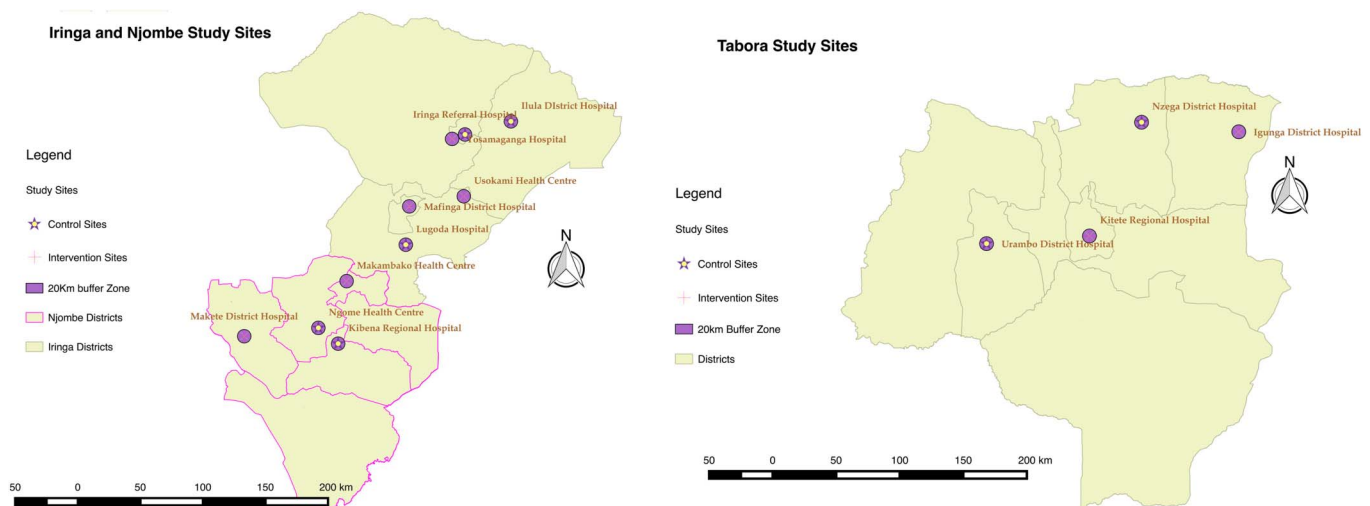 Iringa and Njombe Study Sites
Ilula DIstrict Hospital
Iringa Referral Hospital
Tosamaganga Hospital
Usokami Health Centre
Mafinga District Hospital
Lugoda Hospital
Makambako Health Centre
Ngome Health Centre
Makete District Hospital
Kibena Regional Hospital
Legend
Study Sites
Control Sites
Intervention Sites
20Km buffer Zone
Njombe Districts
Iringa Districts
N
50 0 50 100 150 200 km
Tabora Study Sites
Nzega District Hospital
Igunga District Hospital
Kitete Regional Hospital
Urambo District Hospital
N
Legend
Study Sites
Control Sites
Intervention Sites
20km Buffer Zone
Districts
50 0 50 100 150 200 km